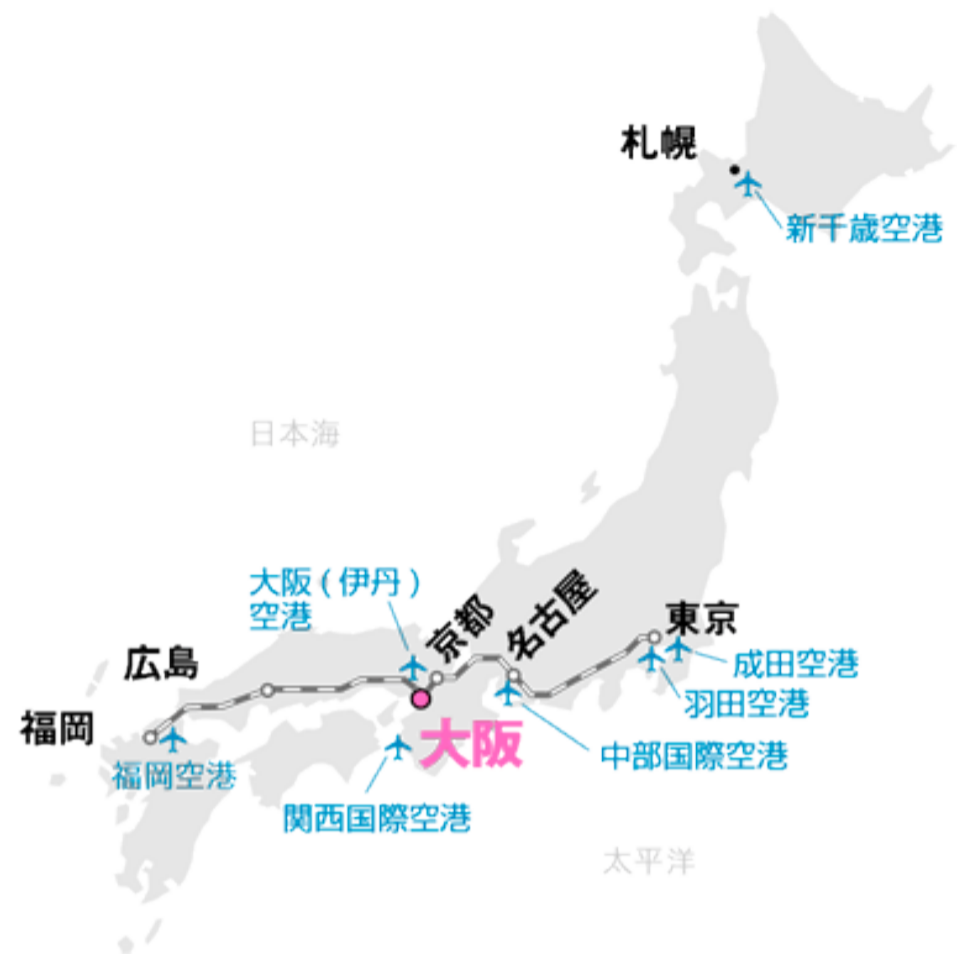 札幌
新千歳空港
日本海
大阪(伊丹)
空港
京都
名古屋
東京
広島
成田空港
羽田空港
福岡
大阪
中部国際空港
福岡空港
関西国際空港
太平洋